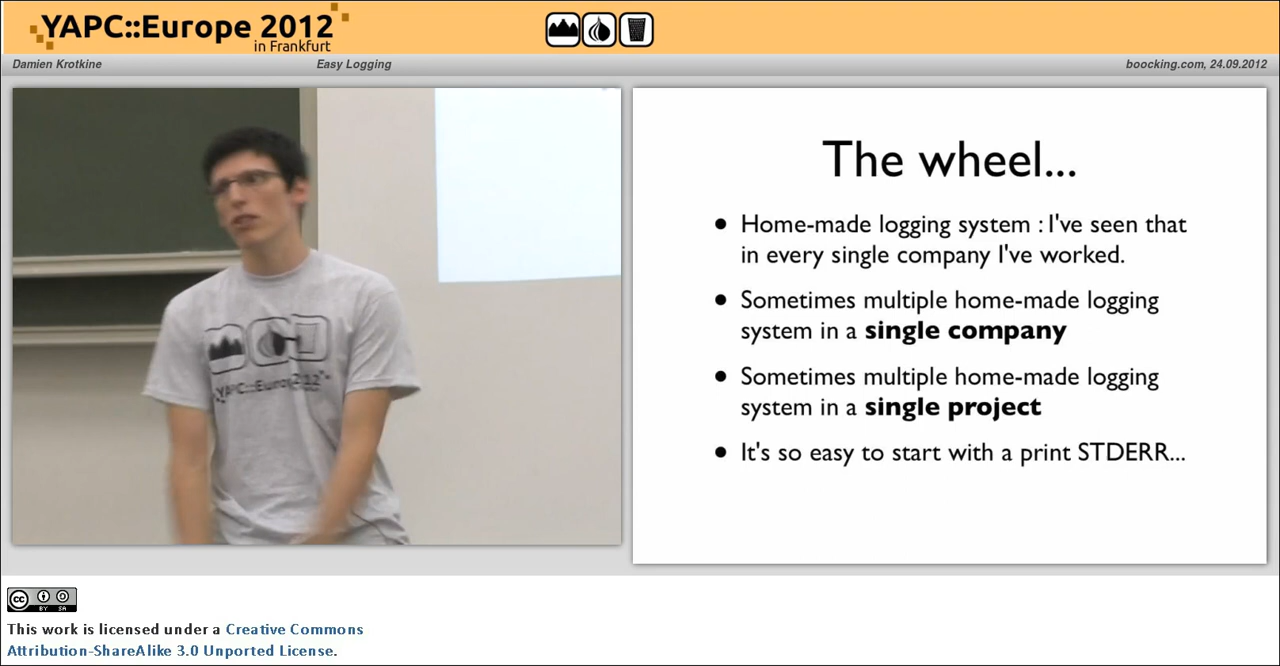 YAPC::Europe 2012
in Frankfurt
Damien Krotkine
Easy Logging
boocking.com, 24.09.2012
YAPC::Europe 2012
The wheel...
• Home-made logging system : I've seen that
in every single company I've worked.
• Sometimes multiple home-made logging
system in a single company
• Sometimes multiple home-made logging
system in a single project
• It's so easy to start with a print STDERR...
cc
BY SA
This work is licensed under a Creative Commons
Attribution-ShareAlike 3.0 Unported License.